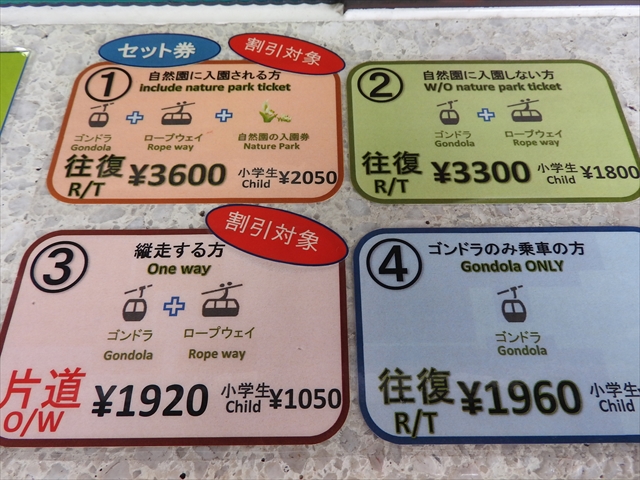 セット券
割引対象
① 自然園に入園される方
include nature park ticket
ゴンドラ ロープウェイ 自然園の入園券
Gondola Rope way Nature Park
往復 ¥3600 小学生 ¥2050
R/T Child
② 自然園に入園しない方
W/O nature park ticket
ゴンドラ ロープウェイ
Gondola Rope way
往復 ¥3300 小学生 ¥1800
R/T Child
割引対象
③ 縦走する方
One way
ゴンドラ ロープウェイ
Gondola Rope way
片道 ¥1920 小学生 ¥1050
O/W Child
④ ゴンドラのみ乗車の方
Gondola ONLY
ゴンドラ
Gondola
往復 ¥1960 小学生
R/T Child